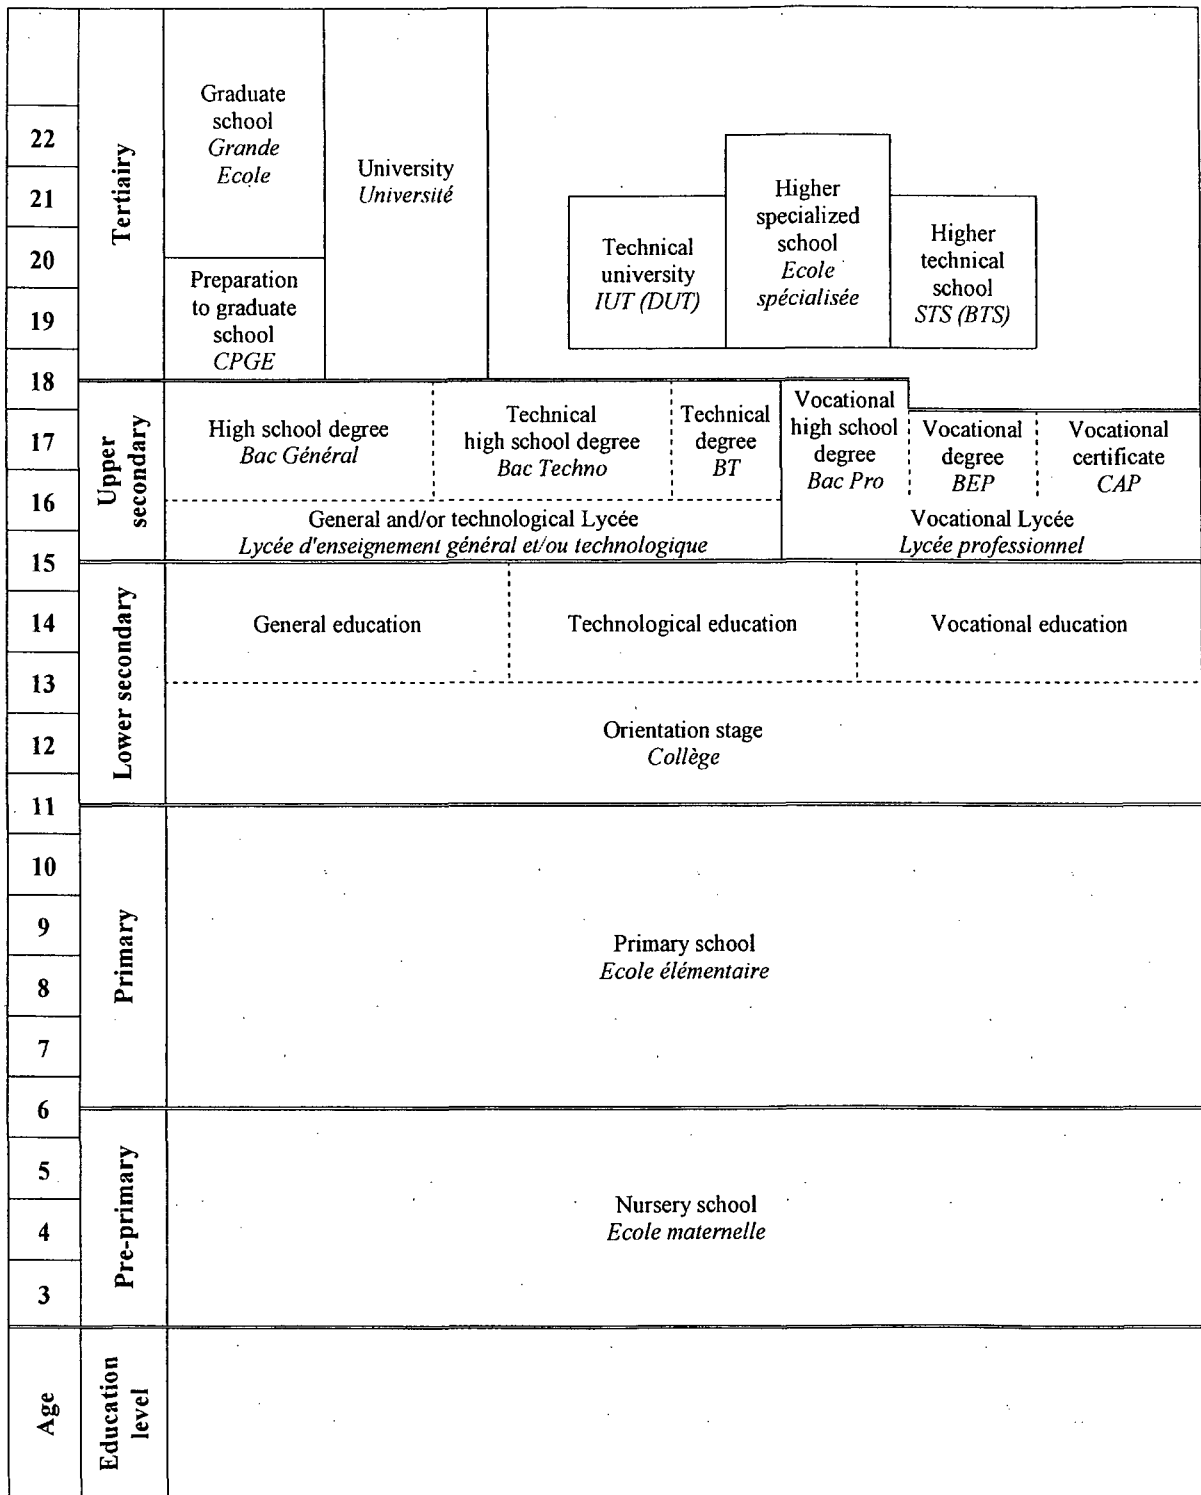 22
21
20
19
18
17
16
15
14
13
12
11
10
9
8
7
6
5
4
3
Age
Tertiairy
Upper
secondary
Lower secondary
Primary
Pre-primary
Education
level
Graduate
school
Grande
Ecole
University
Université
Preparation
to graduate
school
CPGE
Technical
university
IUT (DUT)
Higher
specialized
school
Ecole
spécialisée
Higher
technical
school
STS (BTS)
High school degree
Bac Général
Technical
high school degree
Bac Techno
Technical
degree
BT
Vocational
high school
degree
Bac Pro
Vocational
degree
BEP
Vocational
certificate
CAP
General and/or technological Lycée
Lycée d'enseignement général et/ou technologique
Vocational Lycée
Lycée professionnel
General education
Technological education
Vocational education
Orientation stage
Collège
Primary school
Ecole élémentaire
Nursery school
Ecole maternelle